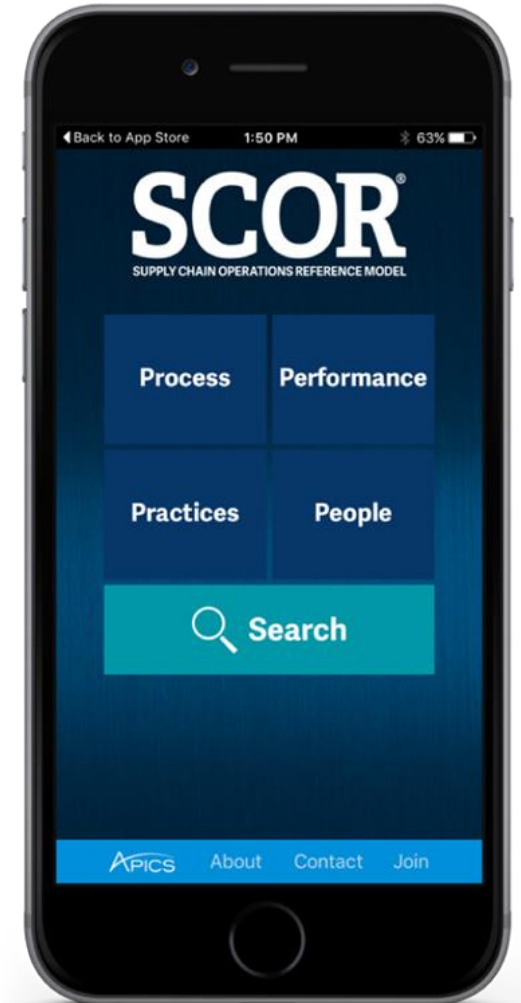 Back to App Store 1:50 PM 63%
SCOR®
SUPPLY CHAIN OPERATIONS REFERENCE MODEL
Process Performance
Practices People
Search
APICS About Contact Join